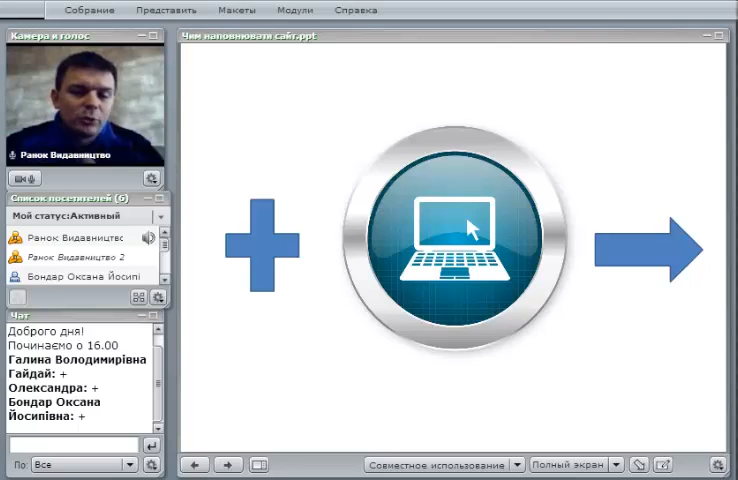 Собрание Представить Макеты Модули Справка
Камера и голос
Ранок Видавництво
Список посетителей (6)
Мой статус:Активный
Ранок Видавництвс
Ранок Видавництво 2
Бондар Оксана Йосипі
Чат
Доброго дня!
Починаємо о 16.00
Галина Володимирівна
Гайдай: +
Олександра: +
Бондар Оксана
Йосипівна: +
По: Все
Чим наповнювати сайт.ppt
Совместное использование
Полный экран